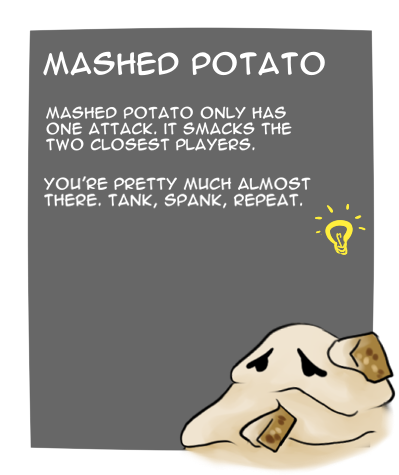 MASHED POTATO
MASHED POTATO ONLY HAS
ONE ATTACK. IT SMACKS THE
TWO CLOSEST PLAYERS.
YOU'RE PRETTY MUCH ALMOST
THERE. TANK, SPANK, REPEAT.